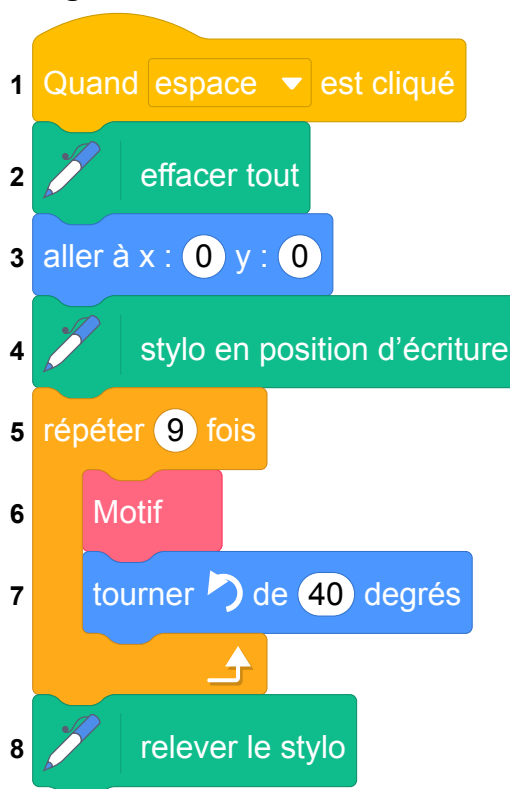 1 Quand espace est cliqué
2 effacer tout
3 aller à x : 0 y : 0
4 stylo en position d’écriture
5 répéter 9 fois
6 Motif
7 tourner de 40 degrés
8 relever le stylo